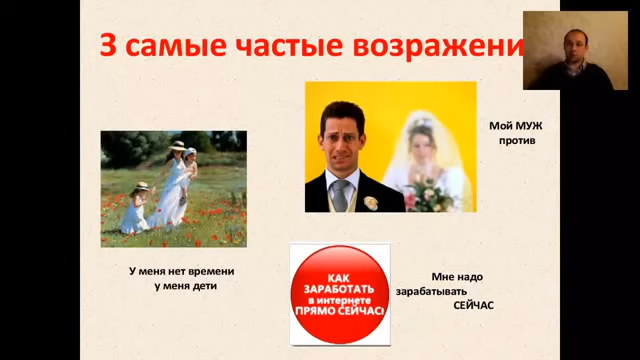 3 самые частые возражени
Мой МУЖ
против
У меня нет времени
у меня дети
КАК
ЗАРАБОТАТЬ
в интернете
ПРЯМО СЕЙЧАС!
Мне надо
зарабатывать
СЕЙЧАС